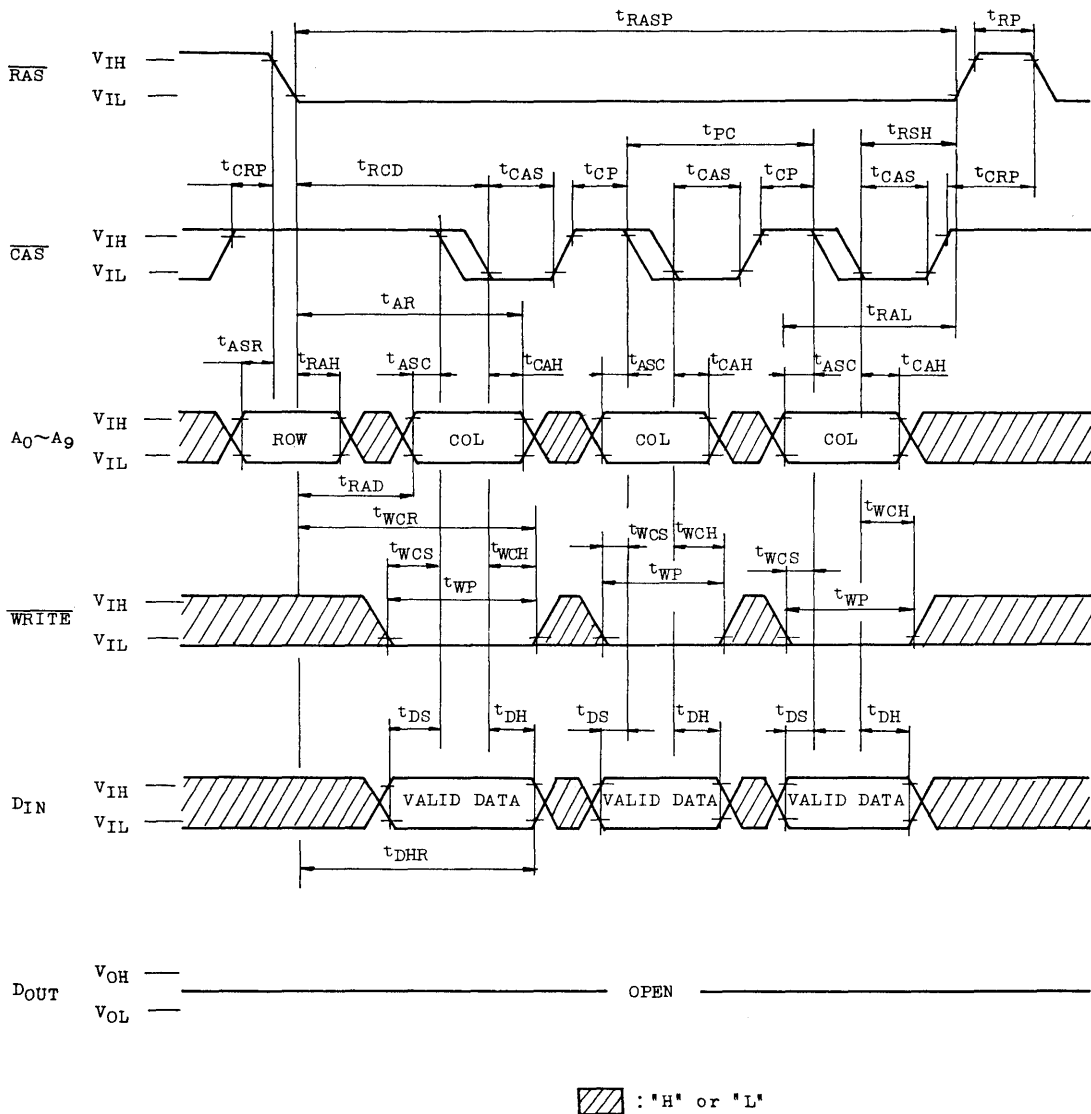 tRASP tRP
VIH
RAS
VIL
tPC tRSH
tCRP tRCD tCAS tCP tCAS tCP tCAS tCRP
VIH
CAS
VIL
tAR tRAL
tASR tRAH tASC tCAH tASC tCAH tASC tCAH
VIH
A0~A9 ROW COL COL COL
VIL
tRAD
tWCR tWCH
tWCS tWCH tWCS tWCH tWCS
tWP tWP tWP
VIH
WRITE
VIL
tDS tDH tDS tDH tDS tDH
VIH
DIN VALID DATA VALID DATA VALID DATA
VIL
tDHR
VOH
DOUT OPEN
VOL
: "H" or "L"